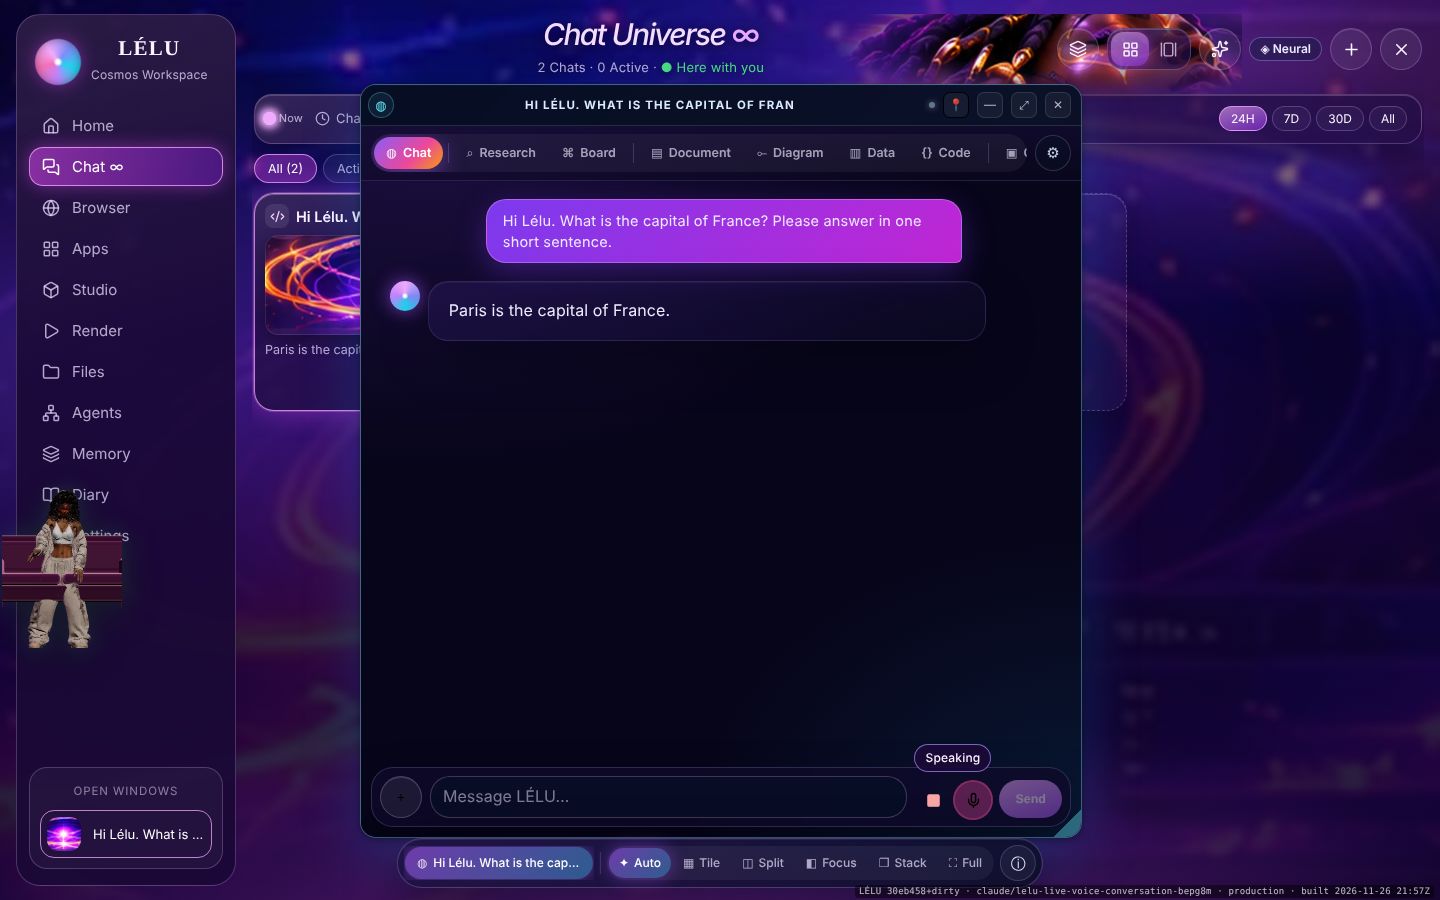 LÉLU
Cosmos Workspace
Home
Chat ∞
Browser
Apps
Studio
Render
Files
Agents
Memory
Diary
OPEN WINDOWS
Hi Lélu. What is ...
Chat Universe ∞
2 Chats · 0 Active · ● Here with you
◈ Neural
Now
24H
7D
30D
All
All (2)
Hi Lélu.
Paris is the
HI LÉLU. WHAT IS THE CAPITAL OF FRAN
Chat
Research
Board
Document
Diagram
Data
{} Code
Hi Lélu. What is the capital of France? Please answer in one
short sentence.
Paris is the capital of France.
Speaking
+
Message LÉLU...
Send
Hi Lélu. What is the cap...
Auto
Tile
Split
Focus
Stack
Full
LÉLU 30eb458+dirty · claude/lelu-live-voice-conversation-bepg8m · production · built 2026-11-26 21:57Z